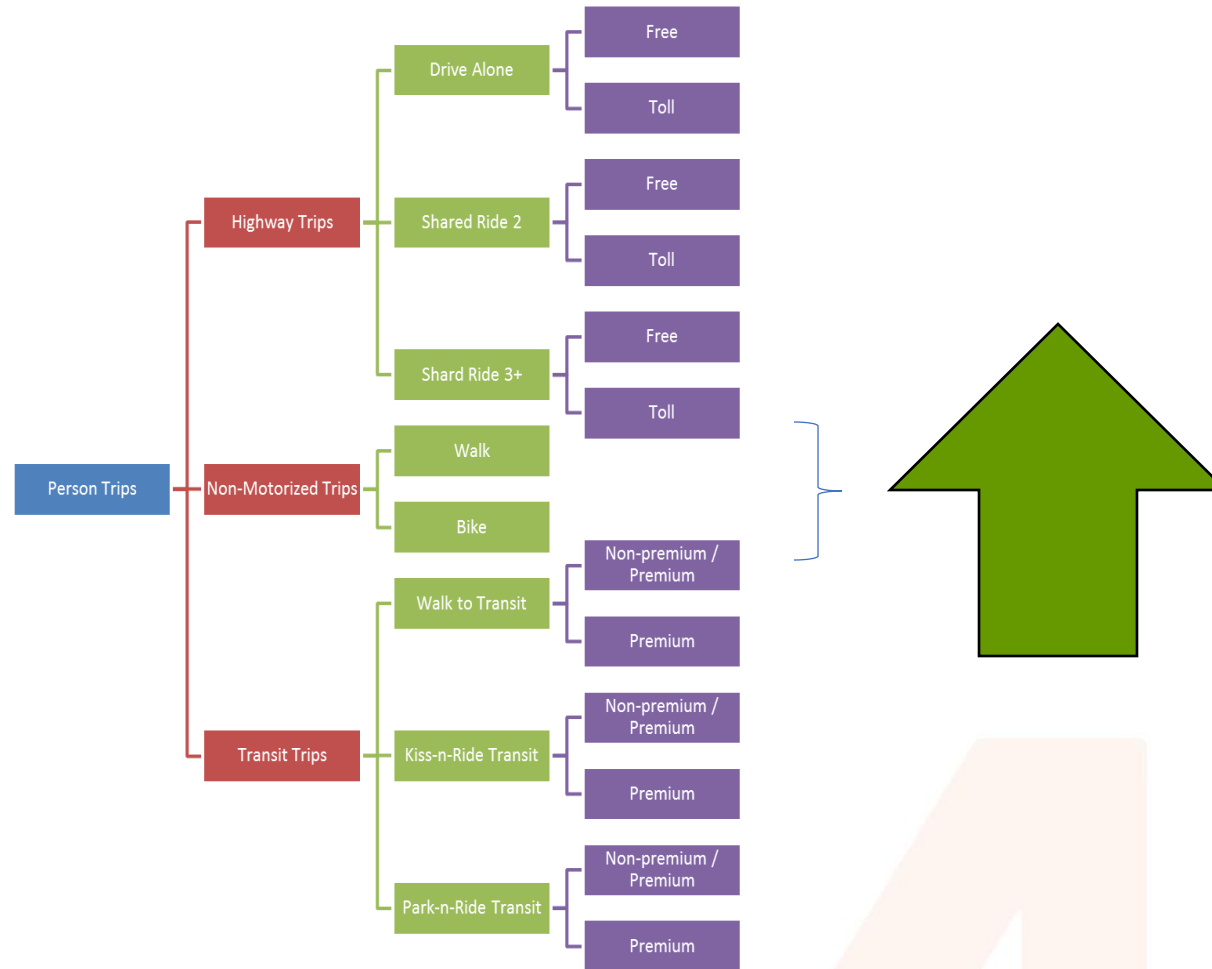 Person Trips
Highway Trips
Drive Alone
Free
Toll
Shared Ride 2
Free
Toll
Shard Ride 3+
Free
Toll
Non-Motorized Trips
Walk
Bike
Transit Trips
Walk to Transit
Non-premium /
Premium
Premium
Kiss-n-Ride Transit
Non-premium /
Premium
Premium
Park-n-Ride Transit
Non-premium /
Premium
Premium
4